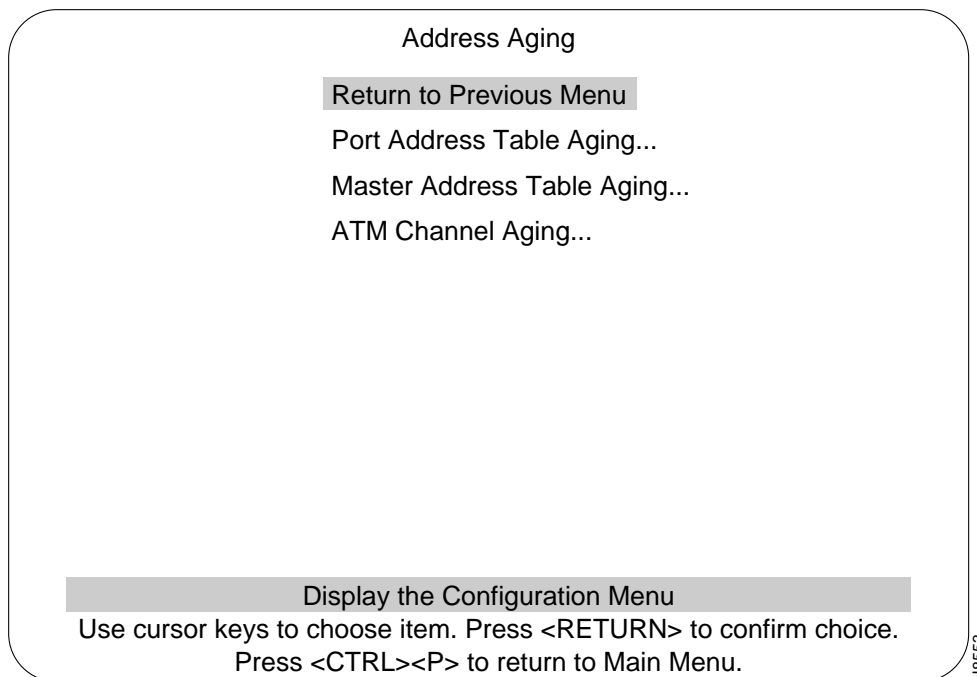 Address Aging
Return to Previous Menu
Port Address Table Aging...
Master Address Table Aging...
ATM Channel Aging...
Display the Configuration Menu
Use cursor keys to choose item. Press <RETURN> to confirm choice.
Press <CTRL><P> to return to Main Menu.